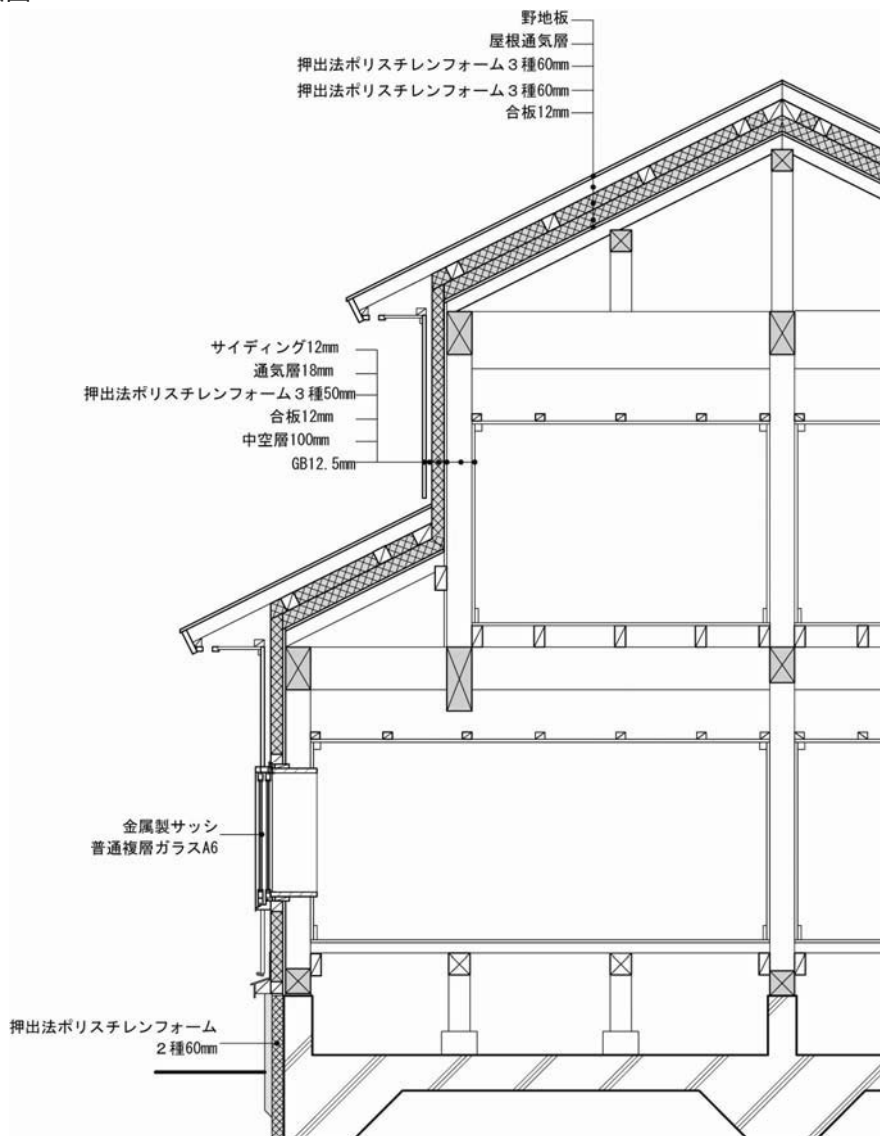 野地板
屋根通気層
押出法ポリスチレンフォーム３種60mm
押出法ポリスチレンフォーム３種60mm
合板12mm
サイディング12mm
通気層18mm
押出法ポリスチレンフォーム３種50mm
合板12mm
中空層100mm
GB12.5mm
金属製サッシ
普通複層ガラスA6
押出法ポリスチレンフォーム
２種60mm